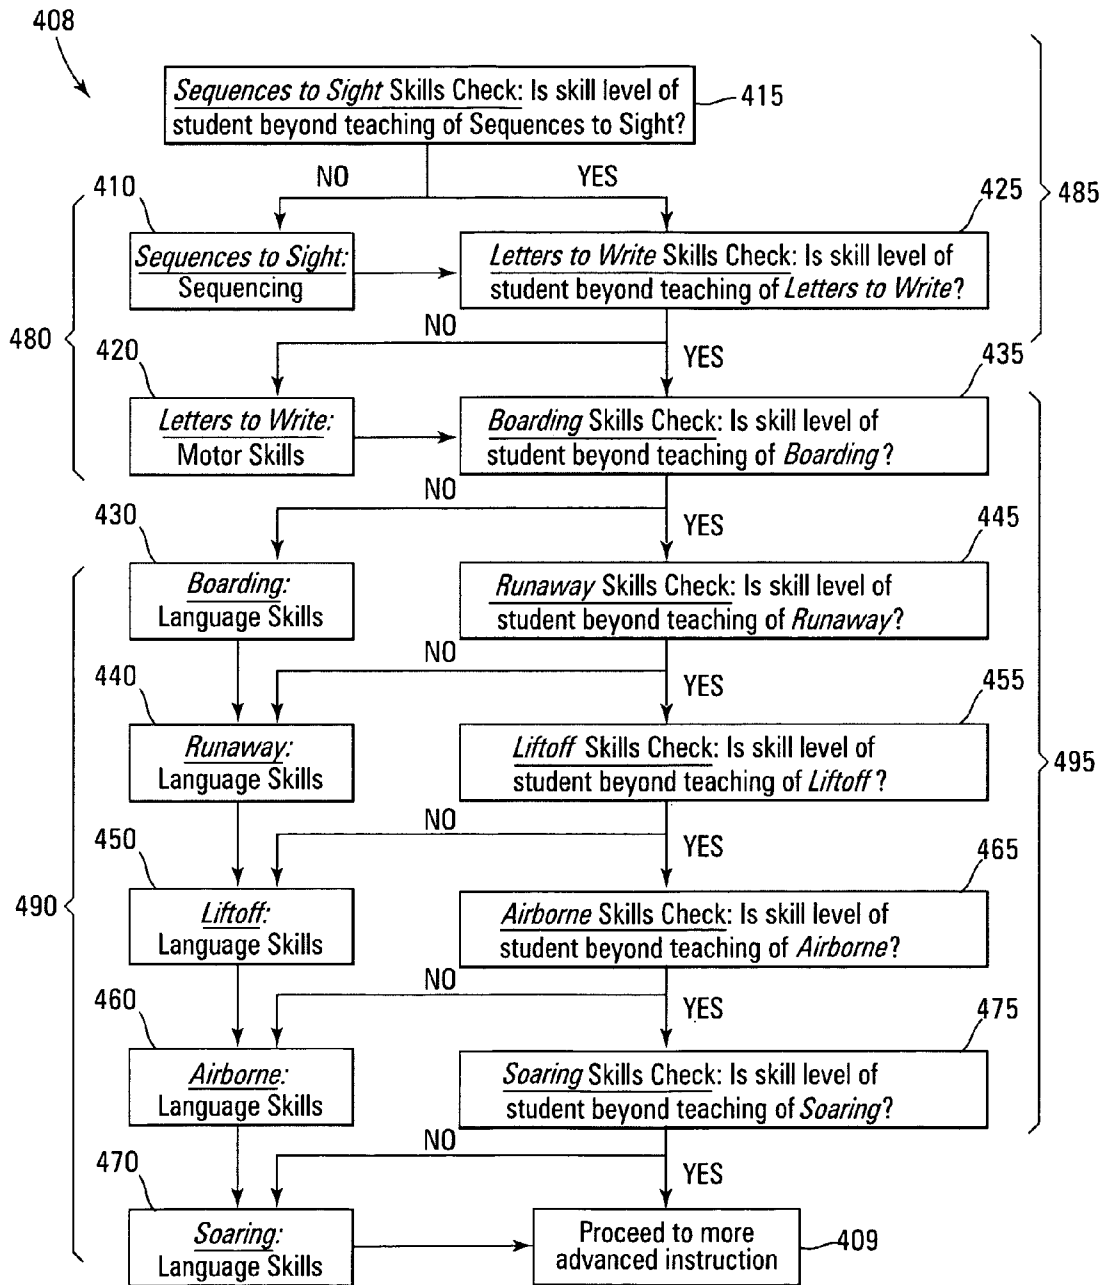 408
Sequences to Sight Skills Check: Is skill level of
student beyond teaching of Sequences to Sight?
415
NO
YES
410
425
485
Sequences to Sight:
Sequencing
Letters to Write Skills Check: Is skill level of
student beyond teaching of Letters to Write?
480
NO
YES
420
435
Letters to Write:
Motor Skills
Boarding Skills Check: Is skill level of
student beyond teaching of Boarding?
NO
YES
430
445
Boarding:
Language Skills
Runaway Skills Check: Is skill level of
student beyond teaching of Runaway?
NO
YES
440
455
Runaway:
Language Skills
Liftoff Skills Check: Is skill level of
student beyond teaching of Liftoff?
495
NO
YES
450
465
490
Liftoff:
Language Skills
Airborne Skills Check: Is skill level of
student beyond teaching of Airborne?
NO
YES
460
475
Airborne:
Language Skills
Soaring Skills Check: Is skill level of
student beyond teaching of Soaring?
NO
YES
470
Soaring:
Language Skills
Proceed to more
advanced instruction
409